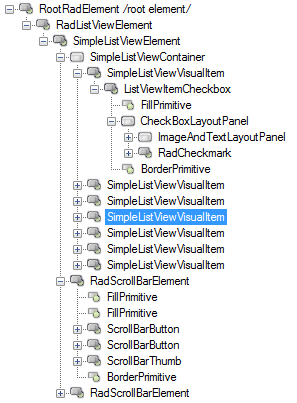 RootRadElement /root element/
RadListViewElement
SimpleListViewElement
SimpleListViewContainer
SimpleListViewVisualItem
ListViewItemCheckbox
FillPrimitive
CheckBoxLayoutPanel
ImageAndTextLayoutPanel
RadCheckmark
BorderPrimitive
SimpleListViewVisualItem
SimpleListViewVisualItem
SimpleListViewVisualItem
SimpleListViewVisualItem
SimpleListViewVisualItem
SimpleListViewVisualItem
RadScrollBarElement
FillPrimitive
FillPrimitive
ScrollBarButton
ScrollBarButton
ScrollBarThumb
BorderPrimitive
RadScrollBarElement